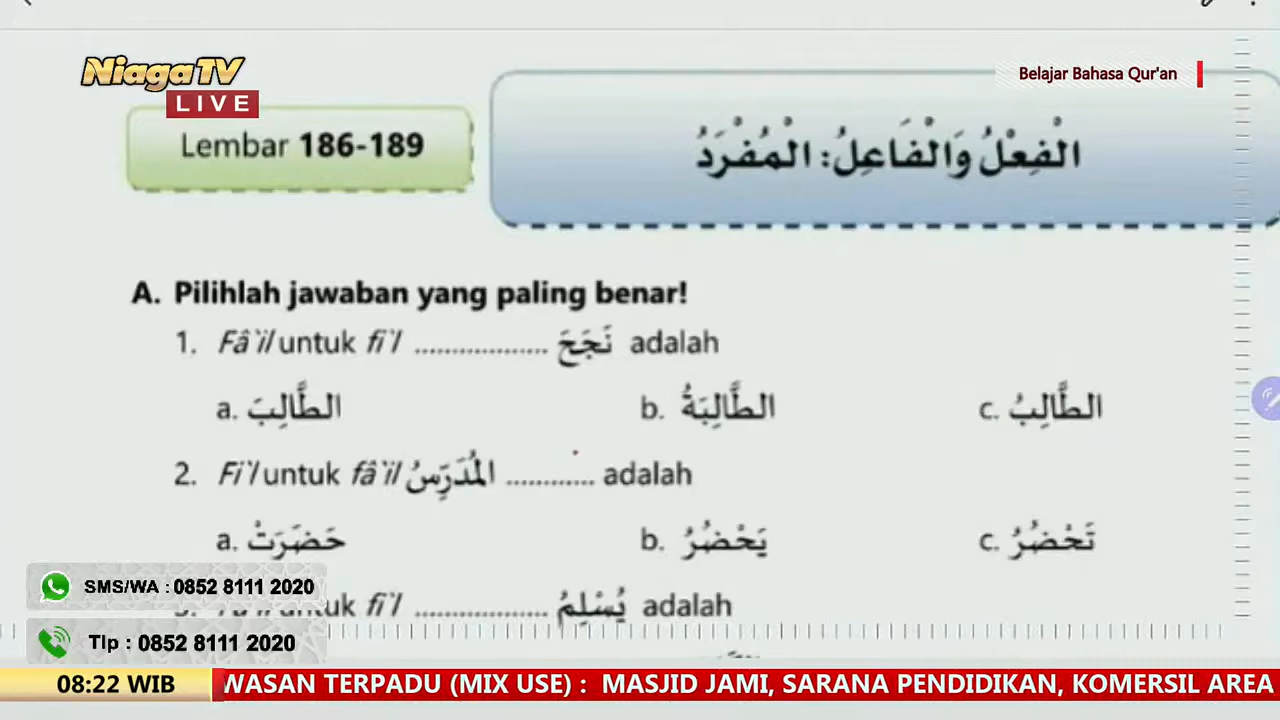 NiagaTV
LIVE
Belajar Bahasa Qur'an
Lembar 186-189
الْفِعْلُ وَالْفَاعِلُ: الْمُفْرَدُ
A. Pilihlah jawaban yang paling benar!
1. Fâ`il untuk fi`l .................. نَجَحَ adalah
a. الطَّالِبَ b. الطَّالِبَةُ c. الطَّالِبُ
2. Fi`l untuk fâ`il المُدَرِّسُ ............ adalah
a. حَضَرَتْ b. يَحْضُرُ c. تَحْضُرُ
untuk fi`l .................. يُسْلِمُ adalah
SMS/WA : 0852 8111 2020
Tlp : 0852 8111 2020
08:22 WIB
WASAN TERPADU (MIX USE) : MASJID JAMI, SARANA PENDIDIKAN, KOMERSIL AREA